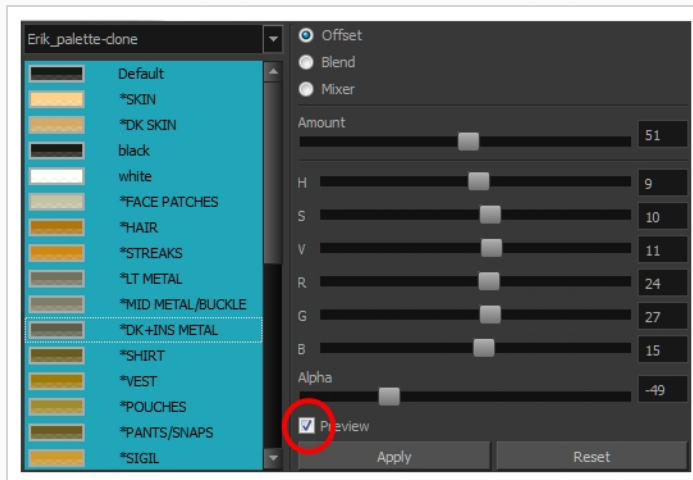 Erik_palette-clone
Default
*SKIN
*DK SKIN
black
white
*FACE PATCHES
*HAIR
*STREAKS
*LT METAL
*MID METAL/BUCKLE
*DK+INS METAL
*SHIRT
*VEST
*POUCHES
*PANTS/SNAPS
*SIGIL
Offset
Blend
Mixer
Amount
51
H 9
S 10
V 11
R 24
G 27
B 15
Alpha
-49
Preview
Apply Reset